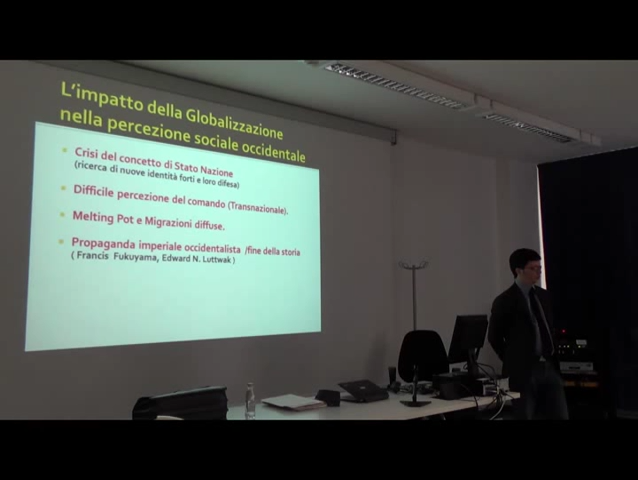 L'impatto della Globalizzazione
nella percezione sociale occidentale
Crisi del concetto di Stato Nazione
(ricerca di nuove identità forti e loro difesa)
Difficile percezione del comando (Transnazionale).
Melting Pot e Migrazioni diffuse.
Propaganda imperiale occidentalista /fine della storia
( Francis Fukuyama, Edward N. Luttwak )